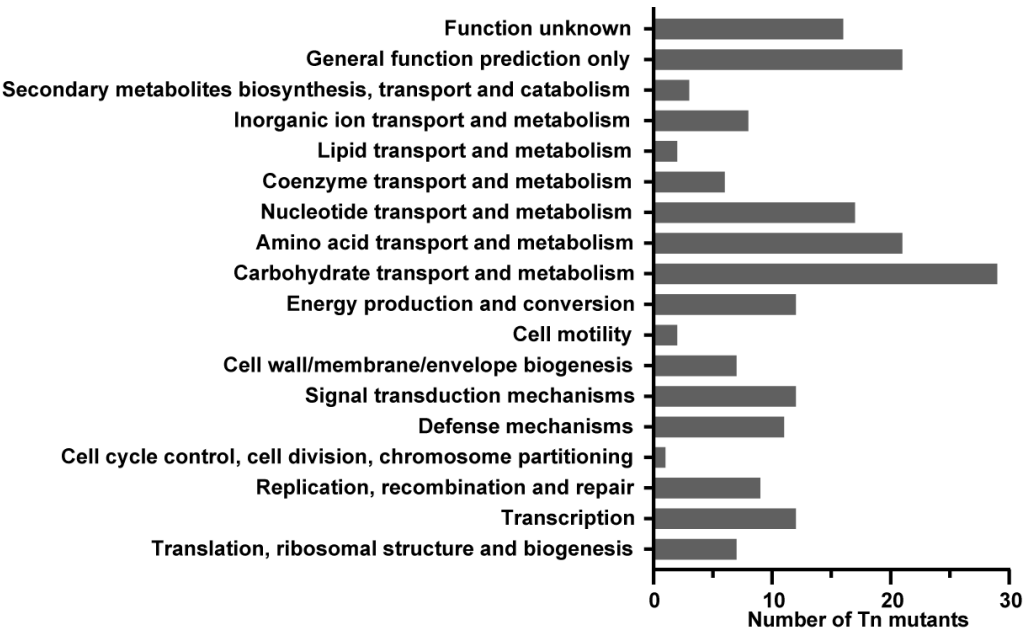 Function unknown
General function prediction only
Secondary metabolites biosynthesis, transport and catabolism
Inorganic ion transport and metabolism
Lipid transport and metabolism
Coenzyme transport and metabolism
Nucleotide transport and metabolism
Amino acid transport and metabolism
Carbohydrate transport and metabolism
Energy production and conversion
Cell motility
Cell wall/membrane/envelope biogenesis
Signal transduction mechanisms
Defense mechanisms
Cell cycle control, cell division, chromosome partitioning
Replication, recombination and repair
Transcription
Translation, ribosomal structure and biogenesis
0 10 20 30
Number of Tn mutants